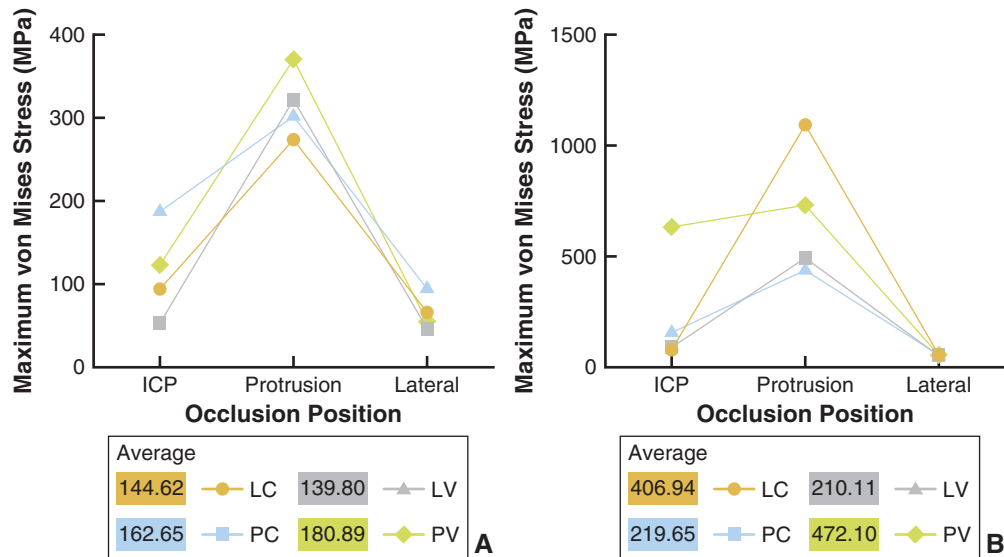 Maximum von Mises Stress (MPa)
400
300
200
100
0
ICP
Protrusion
Lateral
Occlusion Position
Average
144.62 LC 139.80 LV
162.65 PC 180.89 PV
A
Maximum von Mises Stress (MPa)
1500
1000
500
0
ICP
Protrusion
Lateral
Occlusion Position
Average
406.94 LC 210.11 LV
219.65 PC 472.10 PV
B